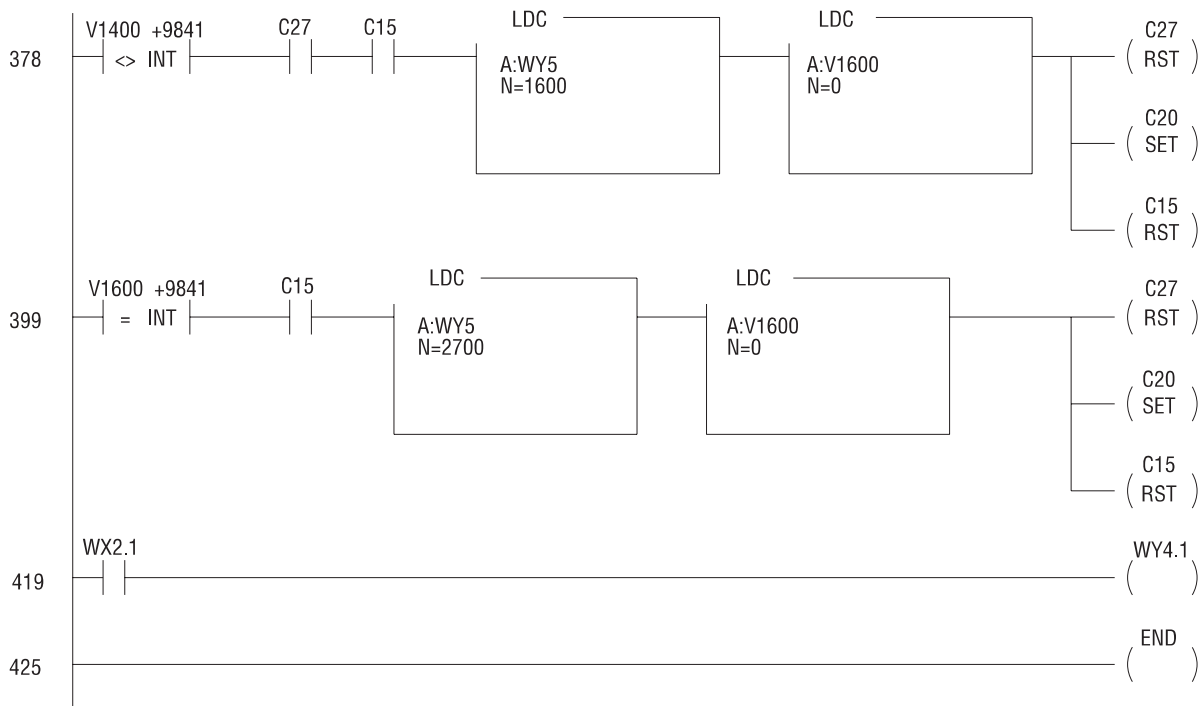 V1400 +9841 C27 C15 LDC LDC C27
378 <> INT A:WY5 A:V1600 RST
N=1600 N=0
C20
SET
C15
RST
V1600 +9841 C15 LDC LDC C27
399 = INT A:WY5 A:V1600 RST
N=2700 N=0
C20
SET
C15
RST
WX2.1 WY4.1
419
END
425